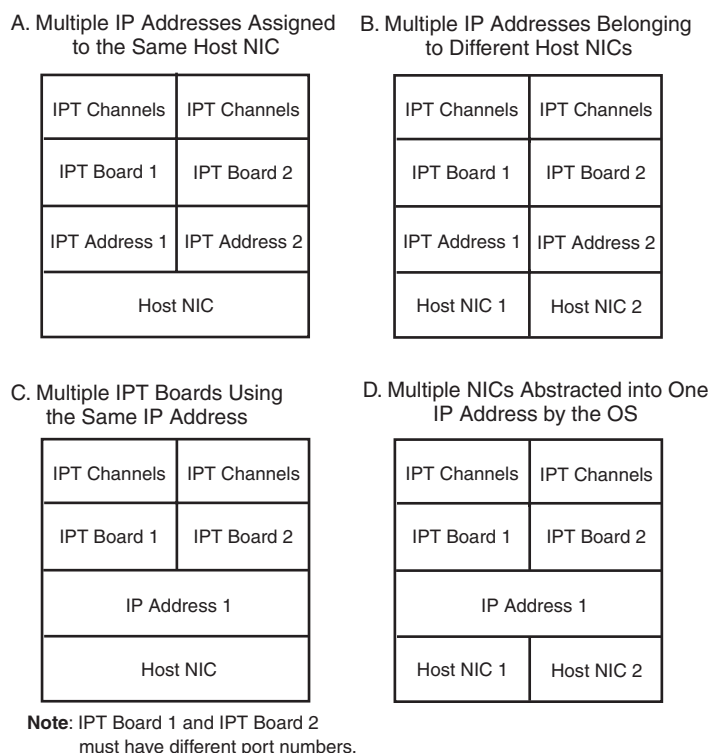 A. Multiple IP Addresses Assigned
to the Same Host NIC
IPT Channels
IPT Channels
IPT Board 1
IPT Board 2
IPT Address 1
IPT Address 2
Host NIC
B. Multiple IP Addresses Belonging
to Different Host NICs
IPT Channels
IPT Channels
IPT Board 1
IPT Board 2
IPT Address 1
IPT Address 2
Host NIC 1
Host NIC 2
C. Multiple IPT Boards Using
the Same IP Address
IPT Channels
IPT Channels
IPT Board 1
IPT Board 2
IP Address 1
Host NIC
Note: IPT Board 1 and IPT Board 2
must have different port numbers.
D. Multiple NICs Abstracted into One
IP Address by the OS
IPT Channels
IPT Channels
IPT Board 1
IPT Board 2
IP Address 1
Host NIC 1
Host NIC 2